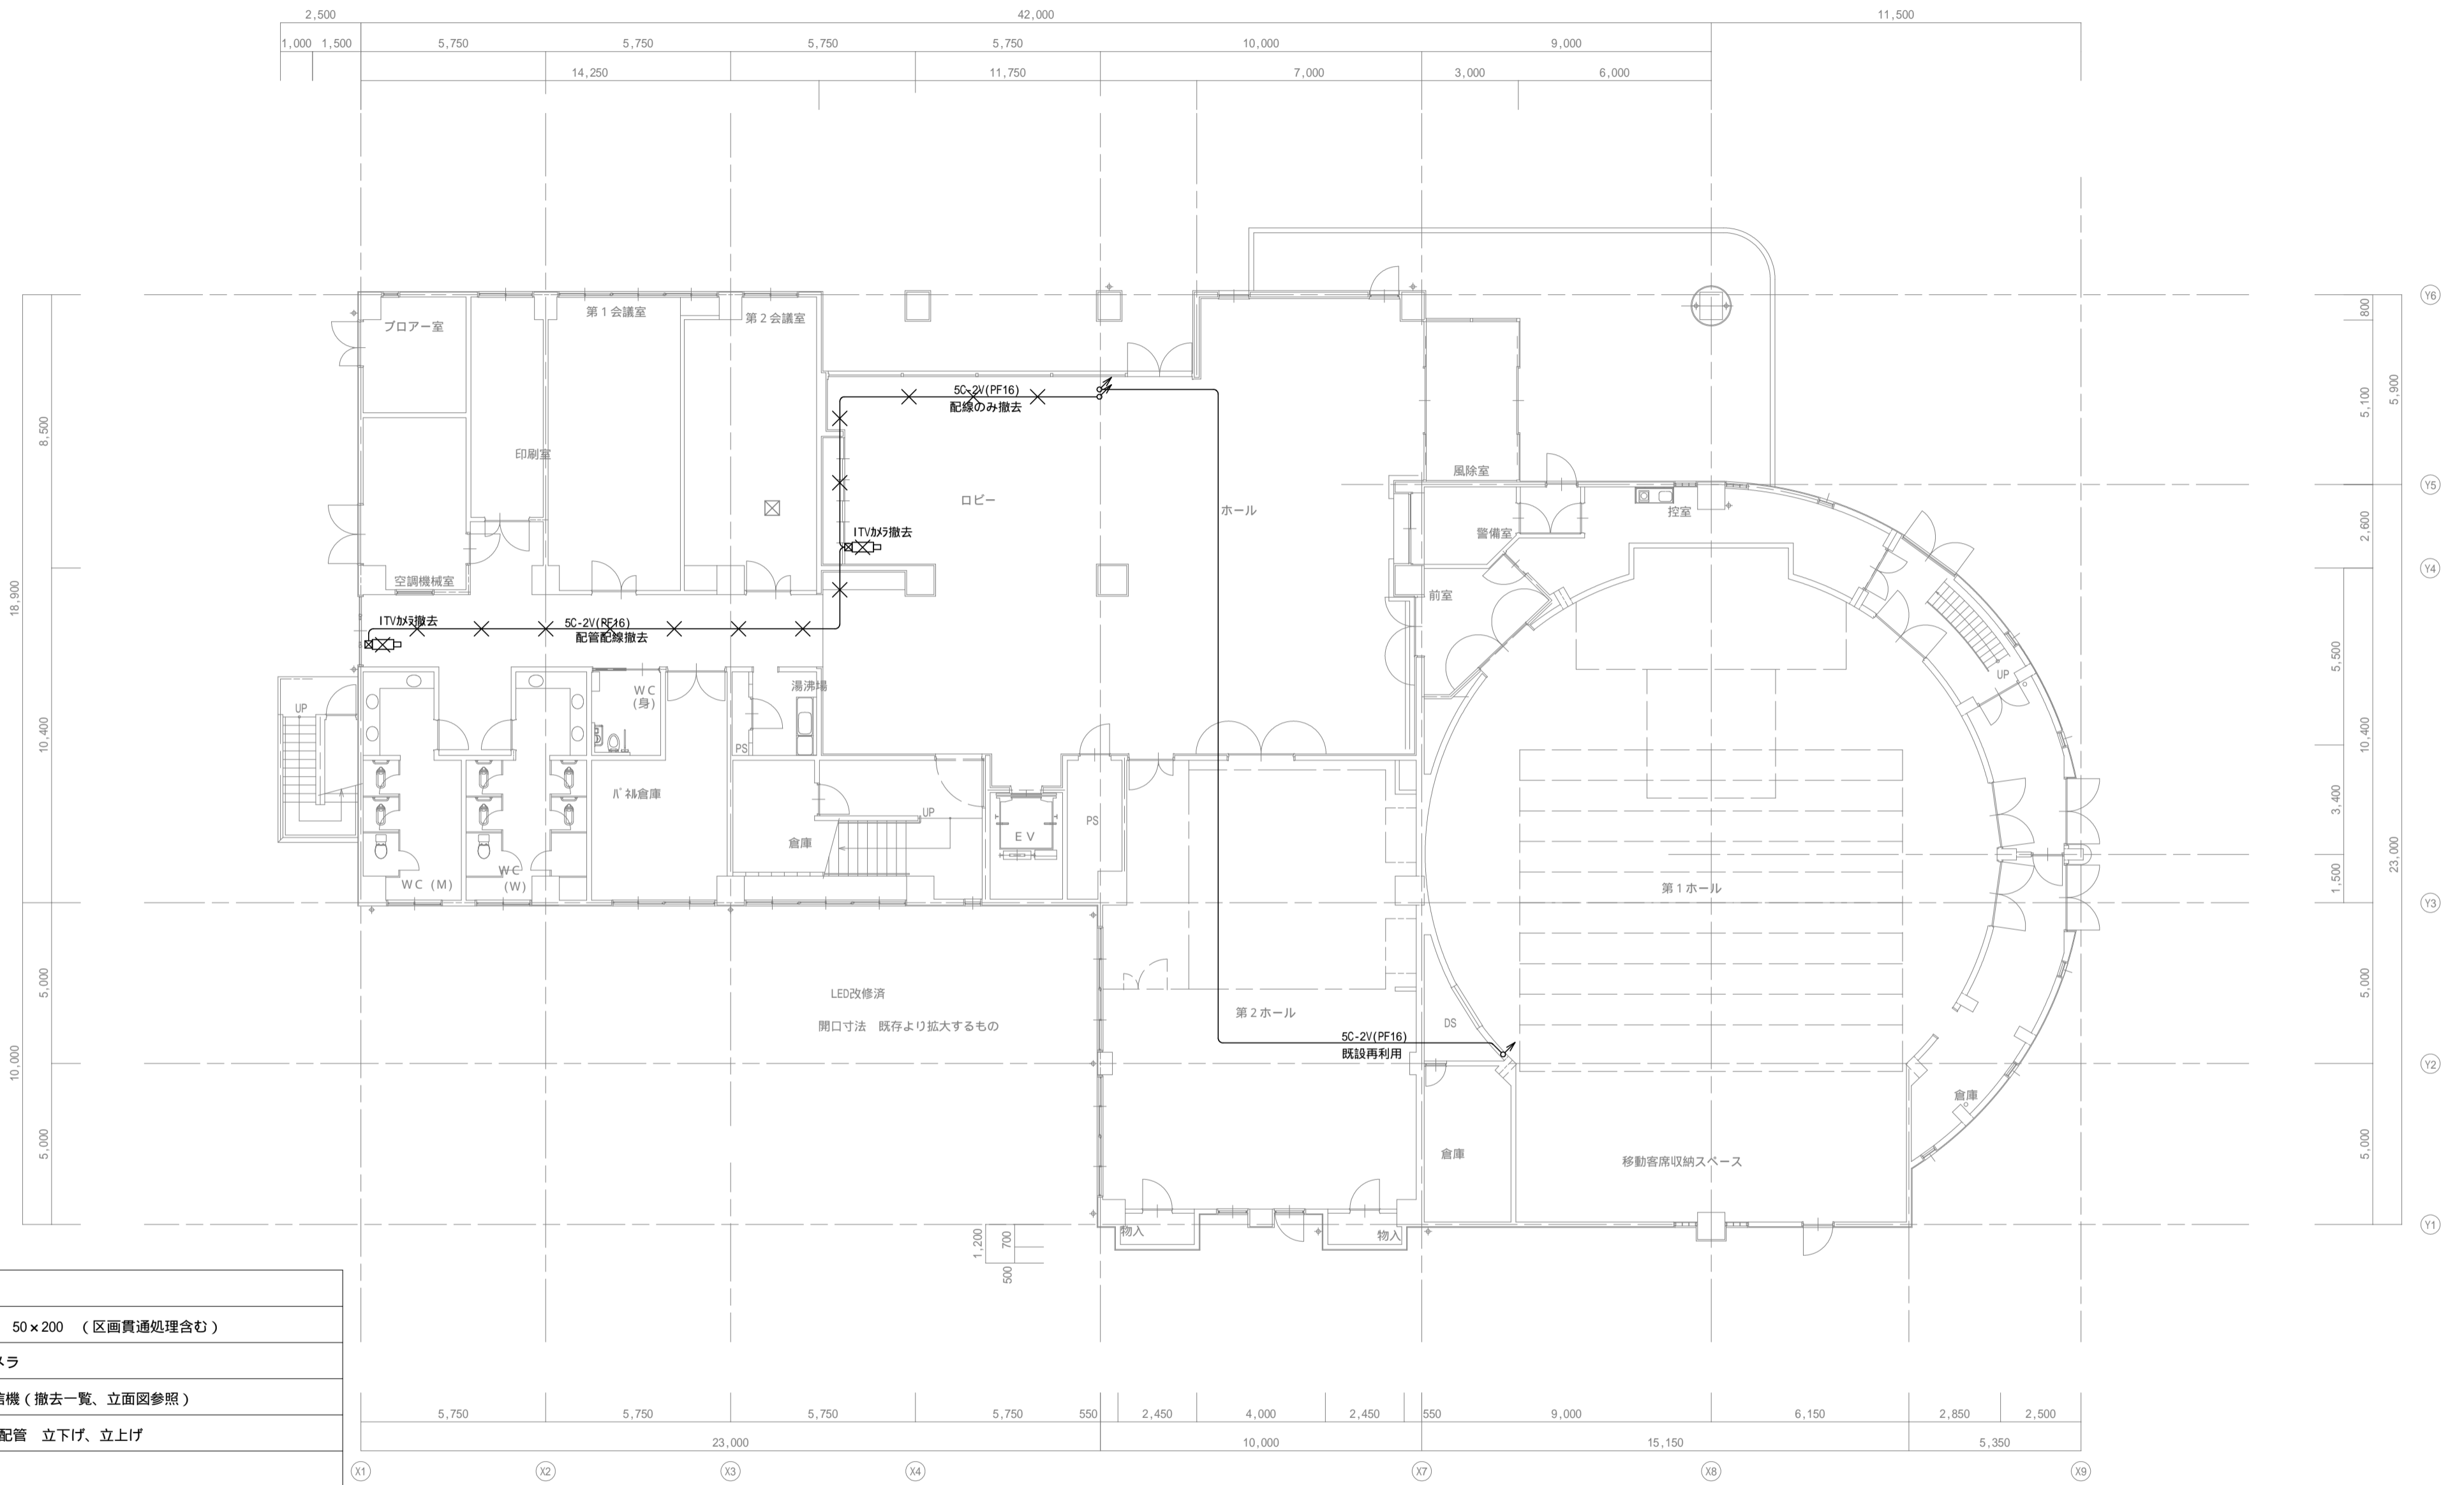 2,500
42,000
11,500
1,000
1,500
5,750
5,750
5,750
5,750
10,000
9,000
14,250
11,750
7,000
3,000
6,000
Y6
800
ブロアー室
第１会議室
第２会議室
5C-2V(PF16)
配線のみ撤去
5,100
5,900
8,500
印刷室
ロビー
ホール
風除室
控室
警備室
Y5
2,600
ITVカメラ撤去
Y4
空調機械室
前室
18,900
ITVカメラ撤去
5C-2V(PF16)
配管配線撤去
5,500
UP
湯沸場
ＷＣ
(身)
UP
10,400
PS
10,400
パネル倉庫
UP
倉庫
ＥＶ
PS
3,400
23,000
ＷＣ (Ｍ)
ＷＣ
(Ｗ)
第１ホール
1,500
Y3
LED改修済
開口寸法　既存より拡大するもの
第２ホール
DS
5,000
5,000
5C-2V(PF16)
既設再利用
10,000
Y2
倉庫
5,000
倉庫
移動客席収納スペース
5,000
物入
物入
Y1
1,200
700
500
50×200　（区画貫通処理含む）
メラ
信機（撤去一覧、立面図参照）
配管　立下げ、立上げ
5,750
5,750
5,750
5,750
550
2,450
4,000
2,450
550
9,000
6,150
2,850
2,500
23,000
10,000
15,150
5,350
X1
X2
X3
X4
X7
X8
X9